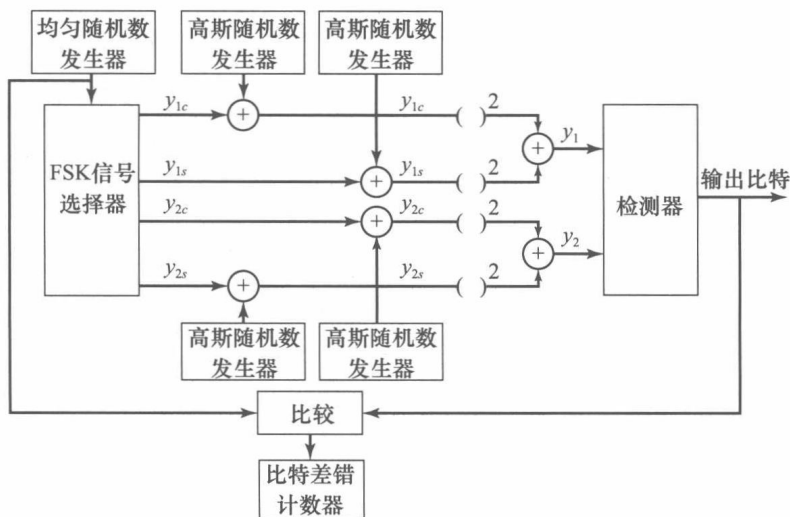 均匀随机数
发生器
高斯随机数
发生器
高斯随机数
发生器
FSK信号
选择器
y1c
y1c
( )2
y1s
y1s
( )2
y1
y2c
y2c
( )2
y2
y2s
y2s
( )2
检测器
输出比特
高斯随机数
发生器
高斯随机数
发生器
比较
比特差错
计数器